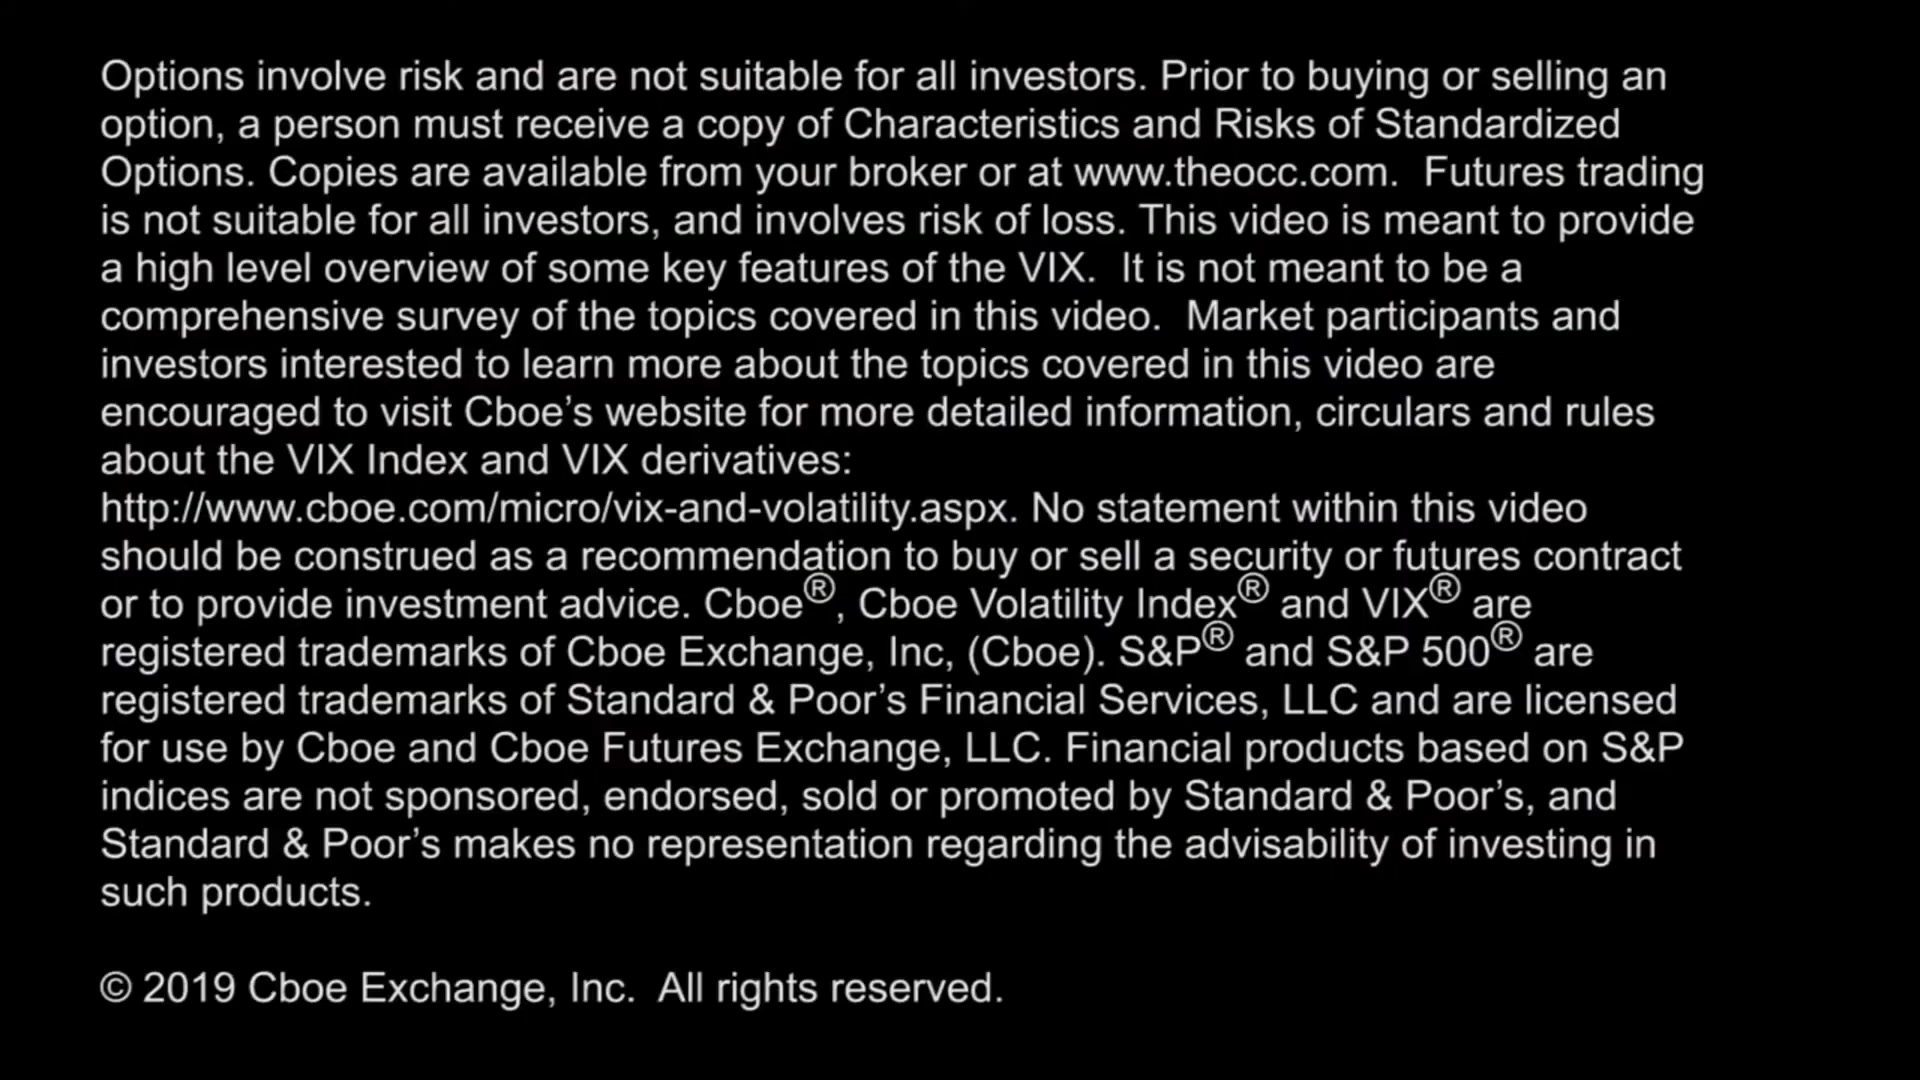 Options involve risk and are not suitable for all investors. Prior to buying or selling an
option, a person must receive a copy of Characteristics and Risks of Standardized
Options. Copies are available from your broker or at www.theocc.com.  Futures trading
is not suitable for all investors, and involves risk of loss. This video is meant to provide
a high level overview of some key features of the VIX.  It is not meant to be a
comprehensive survey of the topics covered in this video.  Market participants and
investors interested to learn more about the topics covered in this video are
encouraged to visit Cboe’s website for more detailed information, circulars and rules
about the VIX Index and VIX derivatives:
http://www.cboe.com/micro/vix-and-volatility.aspx. No statement within this video
should be construed as a recommendation to buy or sell a security or futures contract
or to provide investment advice. Cboe®, Cboe Volatility Index® and VIX® are
registered trademarks of Cboe Exchange, Inc, (Cboe). S&P® and S&P 500® are
registered trademarks of Standard & Poor’s Financial Services, LLC and are licensed
for use by Cboe and Cboe Futures Exchange, LLC. Financial products based on S&P
indices are not sponsored, endorsed, sold or promoted by Standard & Poor’s, and
Standard & Poor’s makes no representation regarding the advisability of investing in
such products.
© 2019 Cboe Exchange, Inc.  All rights reserved.